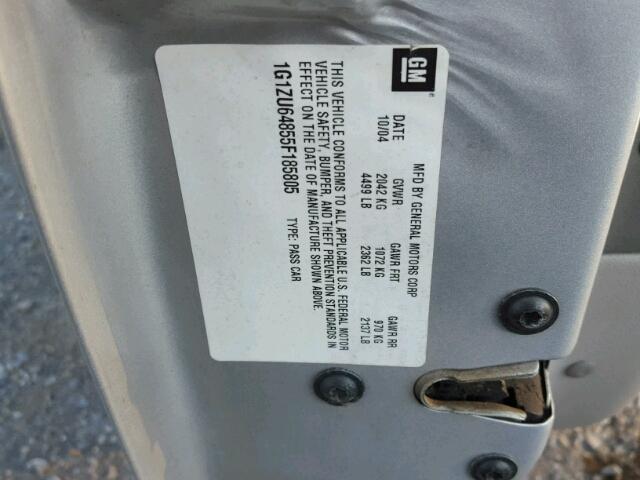 GM
MFD BY GENERAL MOTORS CORP
DATE GVWR GAWR FRT GAWR RR
10/04 2042 KG 1072 KG 970 KG
4499 LB 2362 LB 2137 LB
THIS VEHICLE CONFORMS TO ALL APPLICABLE U.S. FEDERAL MOTOR
VEHICLE SAFETY, BUMPER, AND THEFT PREVENTION STANDARDS IN
EFFECT ON THE DATE OF MANUFACTURE SHOWN ABOVE.
1G1ZU64855F185805 TYPE: PASS CAR